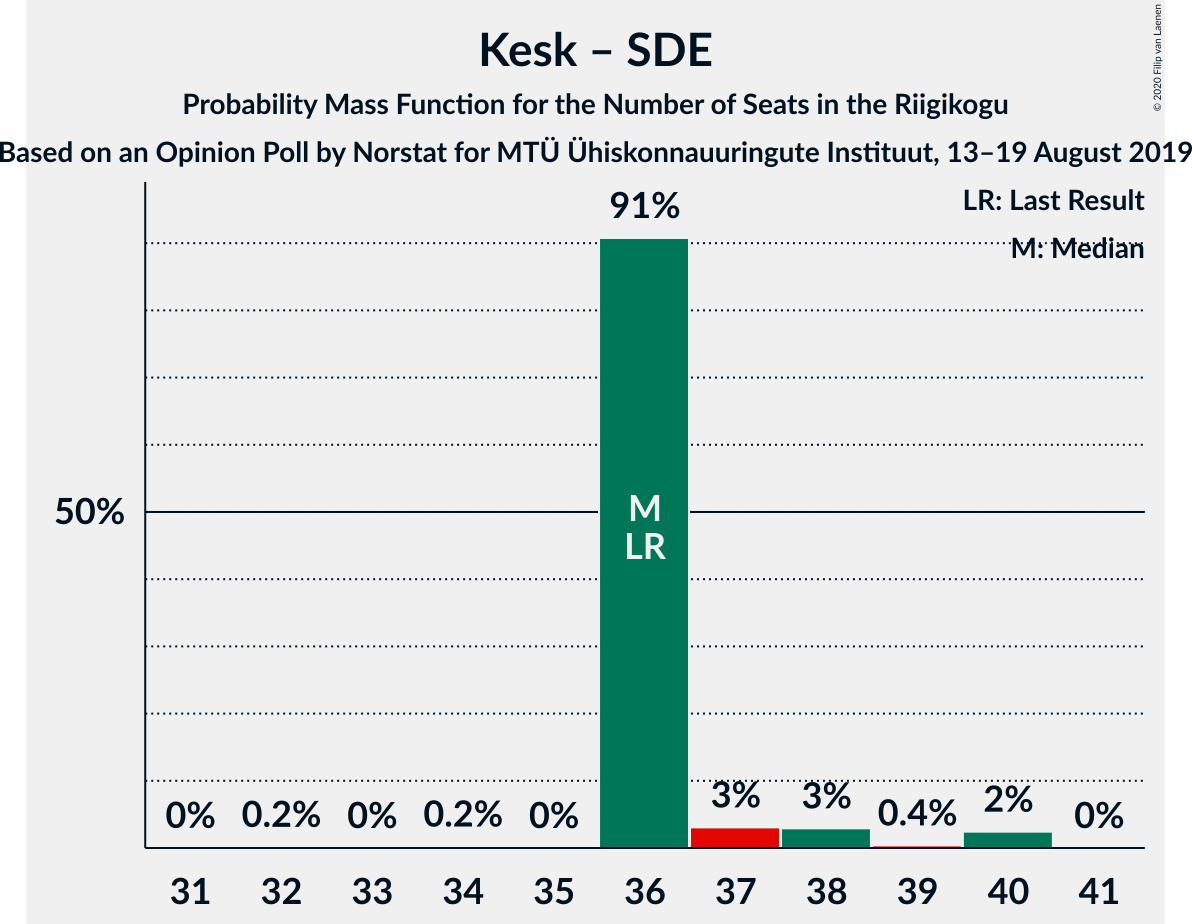 Kesk – SDE
Probability Mass Function for the Number of Seats in the Riigikogu
Based on an Opinion Poll by Norstat for MTÜ Ühiskonnauuringute Instituut, 13–19 August 2019
© 2020 Filip van Laenen
LR: Last Result
M: Median
91%
50%
M
LR
0% 0.2% 0% 0.2% 0% 3% 3% 0.4% 2% 0%
31 32 33 34 35 36 37 38 39 40 41